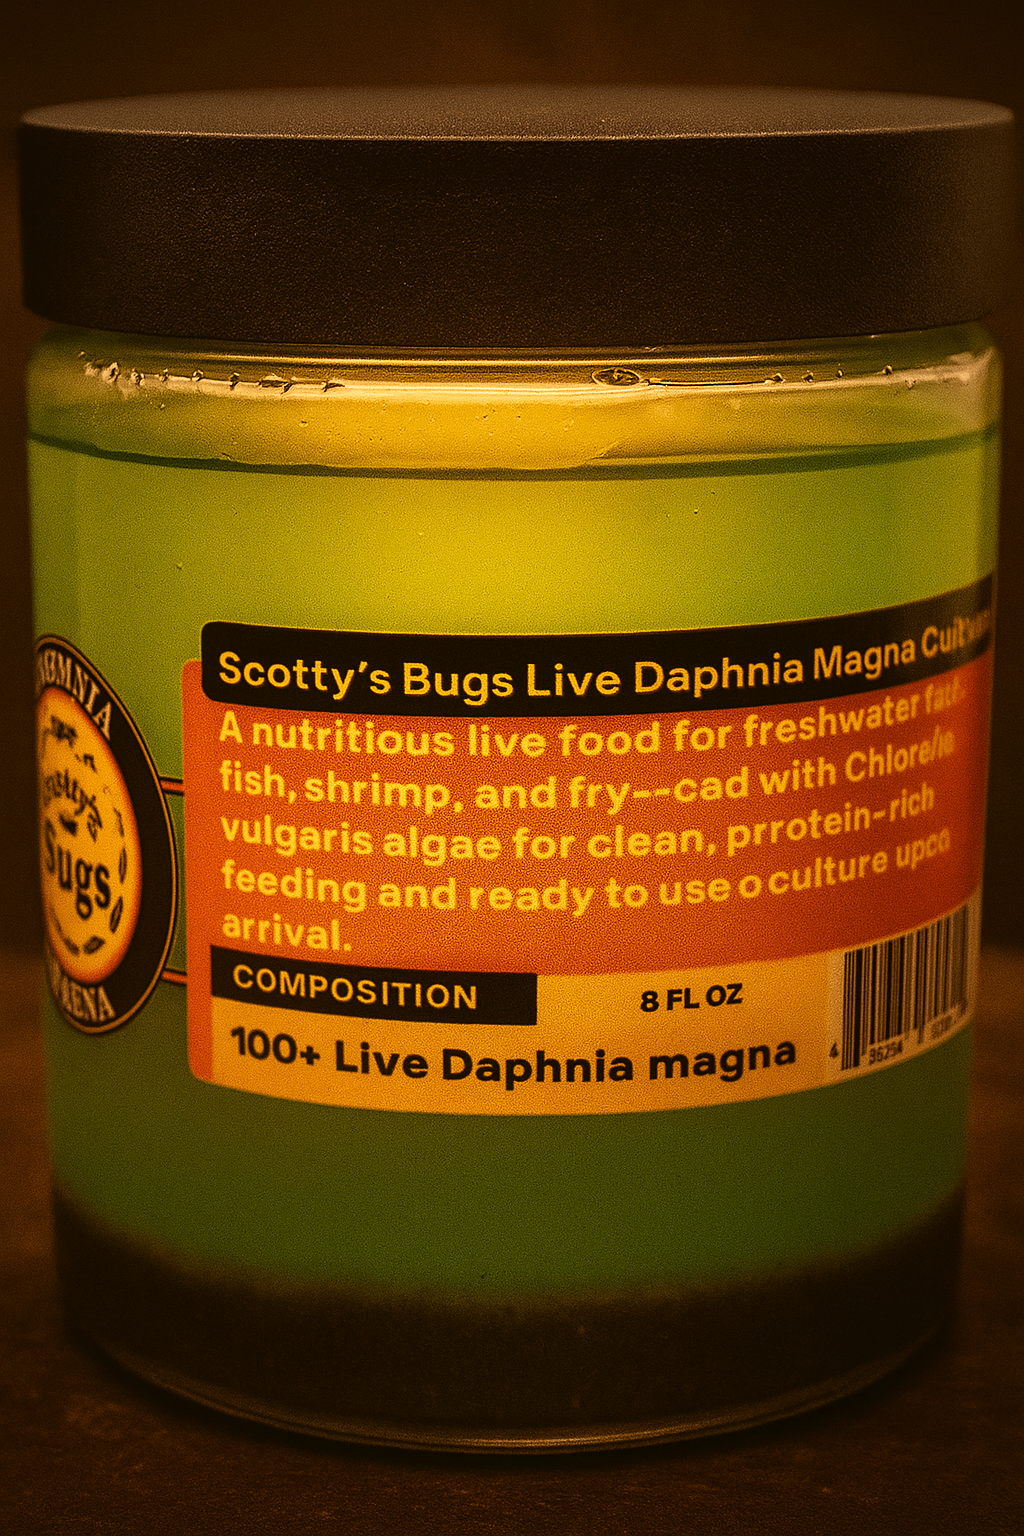 Scotty's Bugs Live Daphnia Magna
A nutritious live food for freshwater
fish, shrimp, and fry--cad with
vulgaris algae for clean, prrotein-rich
feeding and ready to use o culture
arrival.
COMPOSITION
8 FL OZ
100+ Live Daphnia magna
Bugs
4